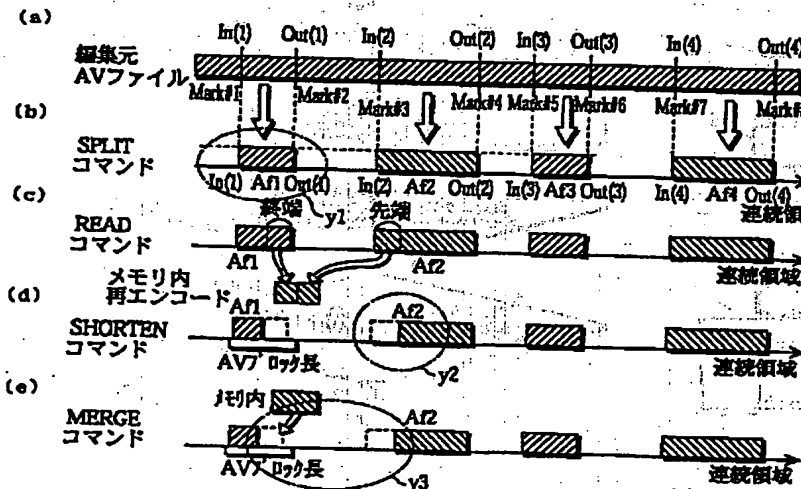 (a)
In(1) Out(1) In(2) Out(2) In(3) Out(3) In(4) Out(4)
編集元
AVファイル
Mark#1 Mark#2 Mark#3 Mark#4 Mark#5 Mark#6 Mark#7
(b)
SPLIT
コマンド
In(1) Af1 Out(1) In(2) Af2 Out(2) In(3) Af3 Out(3) In(4) Af4 Out(4)
連続領域
y1
(c)
終端 先端
READ
コマンド
Af1 Af2
連続領域
メモリ内
再エンコード
(d)
Af1 Af2
SHORTEN
コマンド
AVブロック長
y2
連続領域
(e)
メモリ内
Af2
MERGE
コマンド
AVブロック長
y3
連続領域